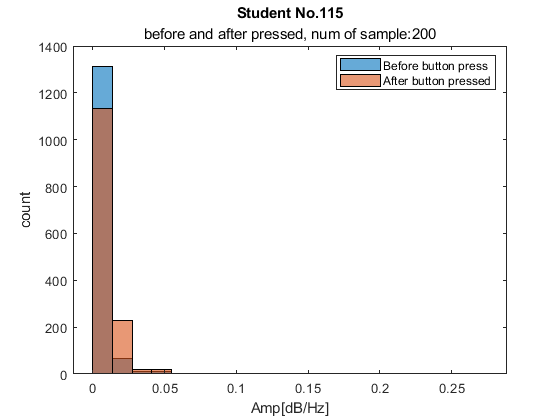 Student No.115
before and after pressed, num of sample:200
1400
1200
1000
800
600
400
200
0
count
Before button press
After button pressed
0
0.05
0.1
0.15
0.2
0.25
Amp[dB/Hz]